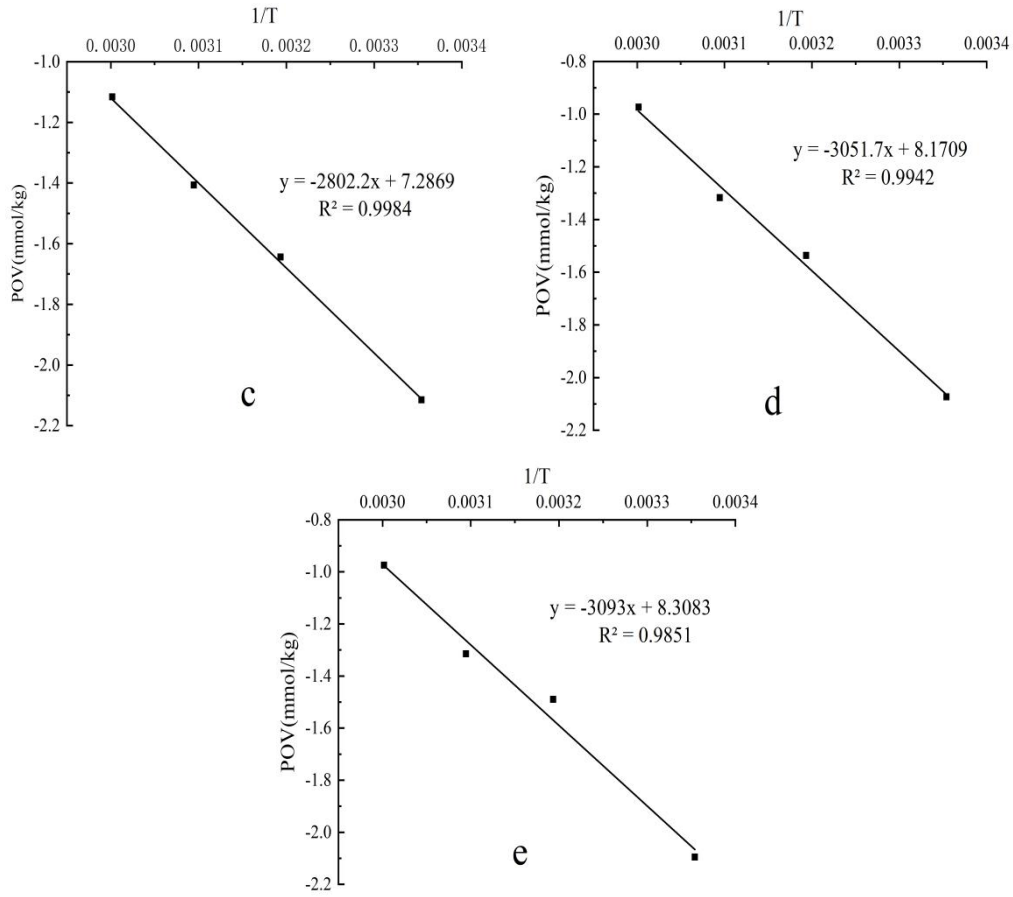 1/T
0.0030 0.0031 0.0032 0.0033 0.0034
-1.0
-1.2
-1.4
-1.6
-1.8
-2.0
-2.2
POV(mmol/kg)
y = -2802.2x + 7.2869
R² = 0.9984
c
1/T
0.0030 0.0031 0.0032 0.0033 0.0034
-0.8
-1.0
-1.2
-1.4
-1.6
-1.8
-2.0
-2.2
POV(mmol/kg)
y = -3051.7x + 8.1709
R² = 0.9942
d
1/T
0.0030 0.0031 0.0032 0.0033 0.0034
-0.8
-1.0
-1.2
-1.4
-1.6
-1.8
-2.0
-2.2
POV(mmol/kg)
y = -3093x + 8.3083
R² = 0.9851
e